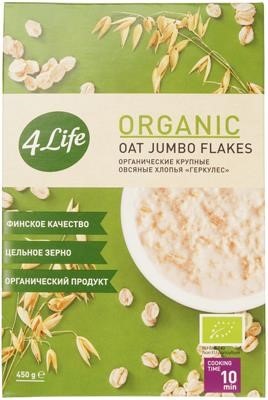 4Life
ORGANIC
OAT JUMBO FLAKES
ОРГАНИЧЕСКИЕ КРУПНЫЕ
ОВСЯНЫЕ ХЛОПЬЯ «ГЕРКУЛЕС»
ФИНСКОЕ КАЧЕСТВО
ЦЕЛЬНОЕ ЗЕРНО
ОРГАНИЧЕСКИЙ ПРОДУКТ
COOKING
TIME
10
min
450 g e